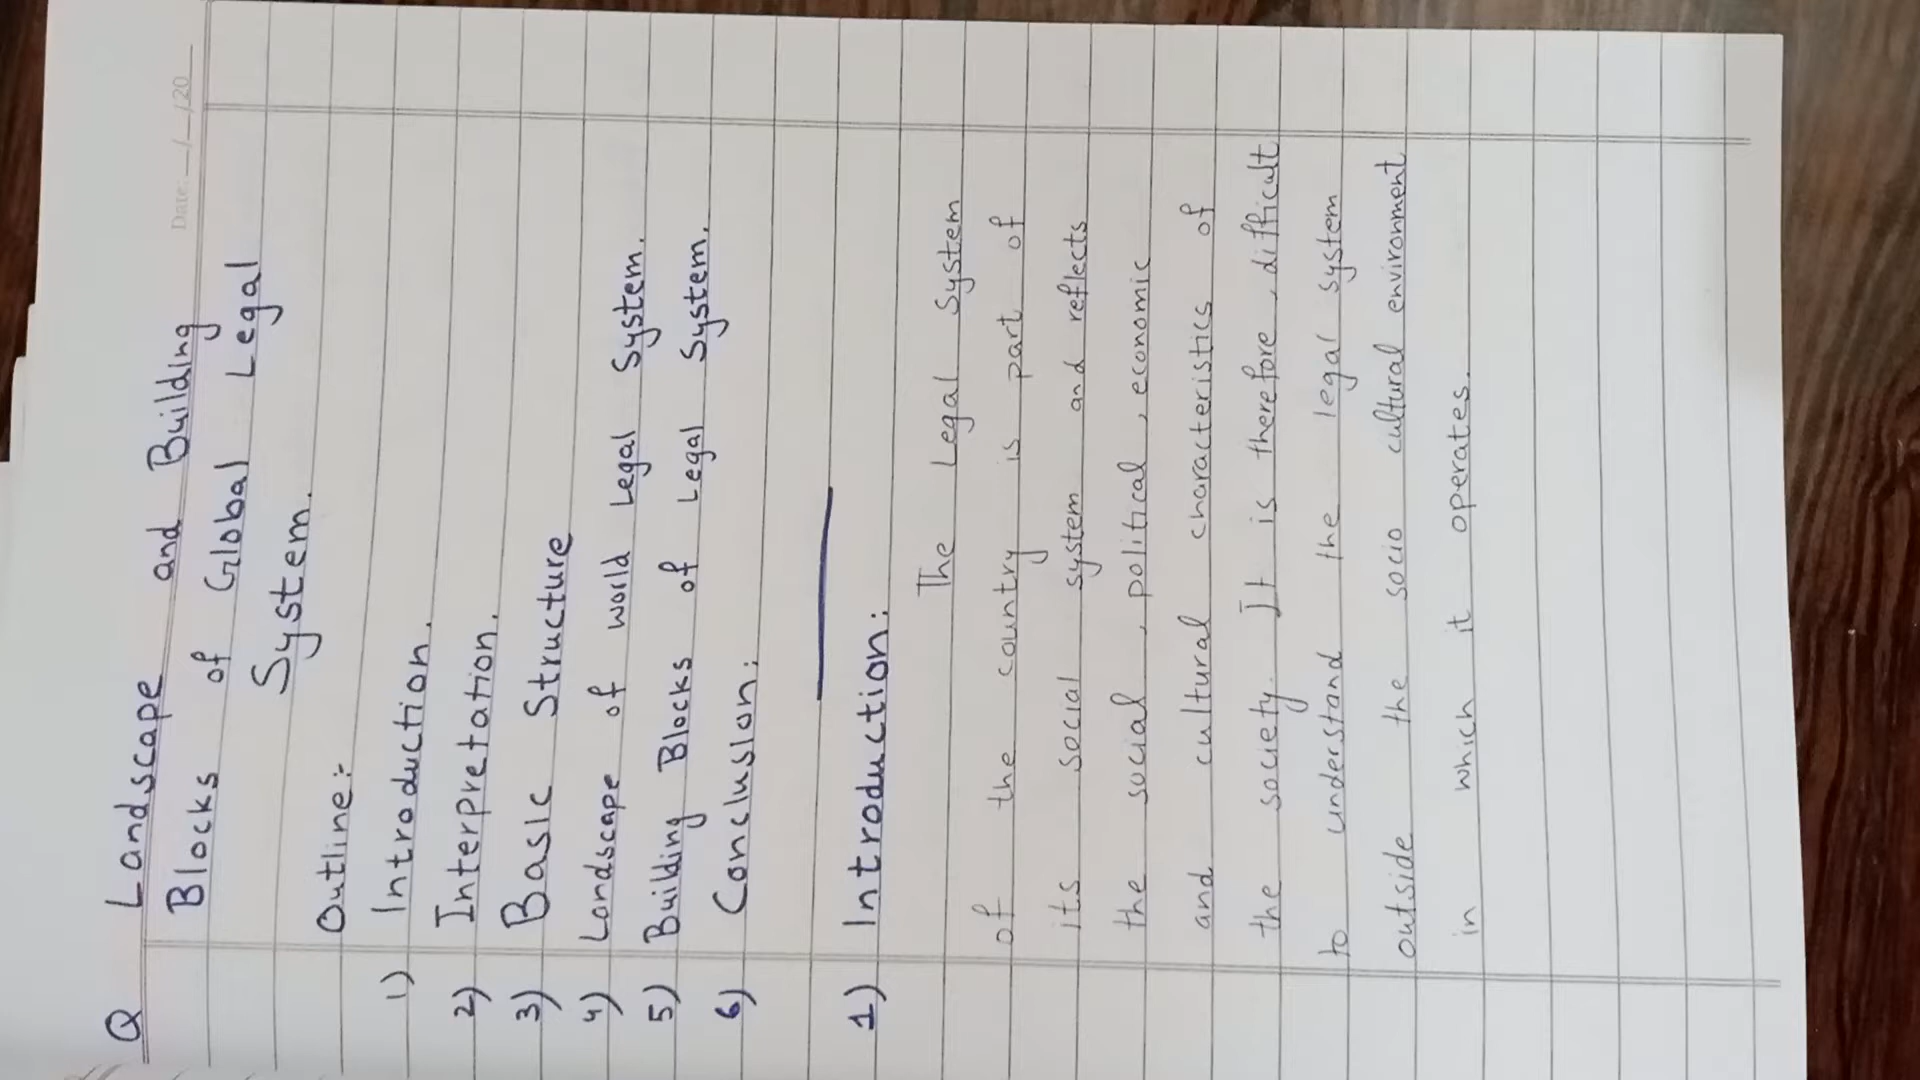 Date:__/__/20__
Q Landscape and Building
Blocks of Global Legal
System.
Outline:-
1) Introduction.
2) Interpretation.
3) Basic Structure
4) Landscape of world Legal System.
5) Building Blocks of Legal System.
6) Conclusion.
1) Introduction:
The Legal System
of the country is part of
its social system and reflects
the social, political, economic
and cultural characteristics of
the society. It is therefore, difficult
to understand the legal system
outside the socio cultural environment
in which it operates.